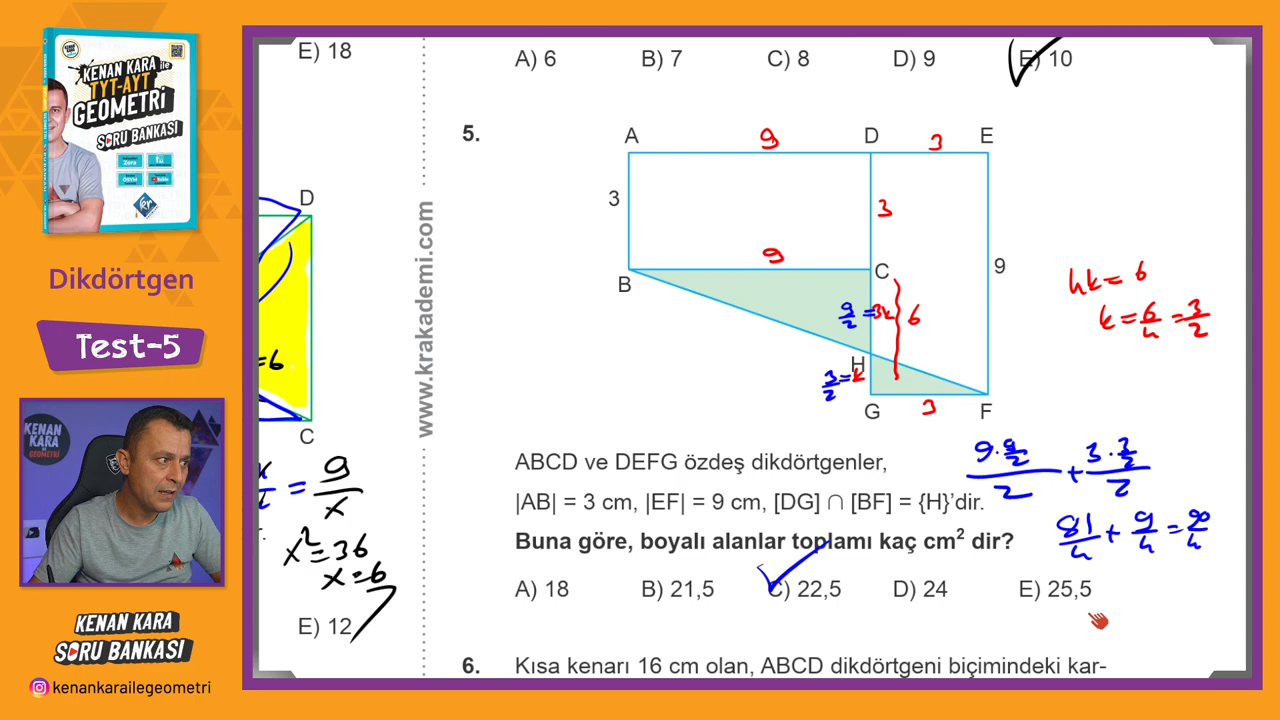 KENAN KARA ile
TYT-AYT
GEOMETRİ
SORU BANKASI
Dikdörtgen
Test-5
KENAN
KARA
GEOMETRİ
KENAN KARA
SORU BANKASI
kenankarailegeometri
E) 18
D
=6
C
= 9/x
x² = 36
x = 6
E) 12
www.krakademi.com
A) 6 B) 7 C) 8 D) 9 E) 10
5.
A 9 D 3 E
3 3
9
B C 9
9/2 = 3k 6
H
3/2 = k
G 3 F
4k = 6
k = 6/4 = 3/2
ABCD ve DEFG özdeş dikdörtgenler,
|AB| = 3 cm, |EF| = 9 cm, [DG] ∩ [BF] = {H}'dir.
Buna göre, boyalı alanlar toplamı kaç cm² dir?
9·9/2/2 + 3·3/2/2
81/4 + 9/4 = 90/4
A) 18 B) 21,5 C) 22,5 D) 24 E) 25,5
6. Kısa kenarı 16 cm olan, ABCD dikdörtgeni biçimindeki kar-